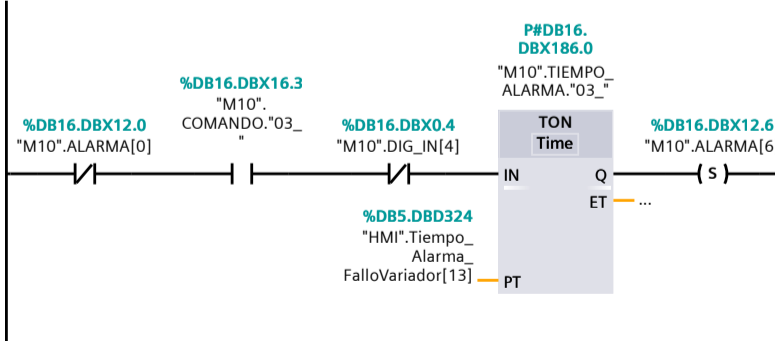 P#DB16.
DBX186.0
"M10".TIEMPO_
ALARMA."03_"
%DB16.DBX16.3
"M10".
COMANDO."03_
"
%DB16.DBX12.0
"M10".ALARMA[0]
%DB16.DBX0.4
"M10".DIG_IN[4]
TON
Time
%DB16.DBX12.6
"M10".ALARMA[6
S
IN
Q
ET
...
%DB5.DBD324
"HMI".Tiempo_
Alarma_
FalloVariador[13]
PT